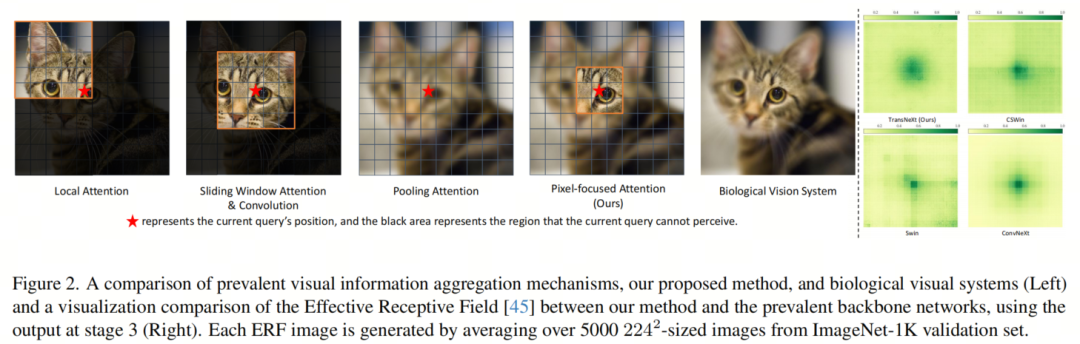 Local Attention
Sliding Window Attention
& Convolution
Pooling Attention
Pixel-focused Attention
(Ours)
Biological Vision System
★ represents the current query's position, and the black area represents the region that the current query cannot perceive.
0.2 0.4 0.6 0.8 1.0
0.2 0.4 0.6 0.8 1.0
TransNeXt (Ours)
CSWin
0.2 0.4 0.6 0.8 1.0
0.2 0.4 0.6 0.8 1.0
Swin
ConvNeXt
Figure 2. A comparison of prevalent visual information aggregation mechanisms, our proposed method, and biological visual systems (Left)
and a visualization comparison of the Effective Receptive Field [45] between our method and the prevalent backbone networks, using the
output at stage 3 (Right). Each ERF image is generated by averaging over 5000 224²-sized images from ImageNet-1K validation set.